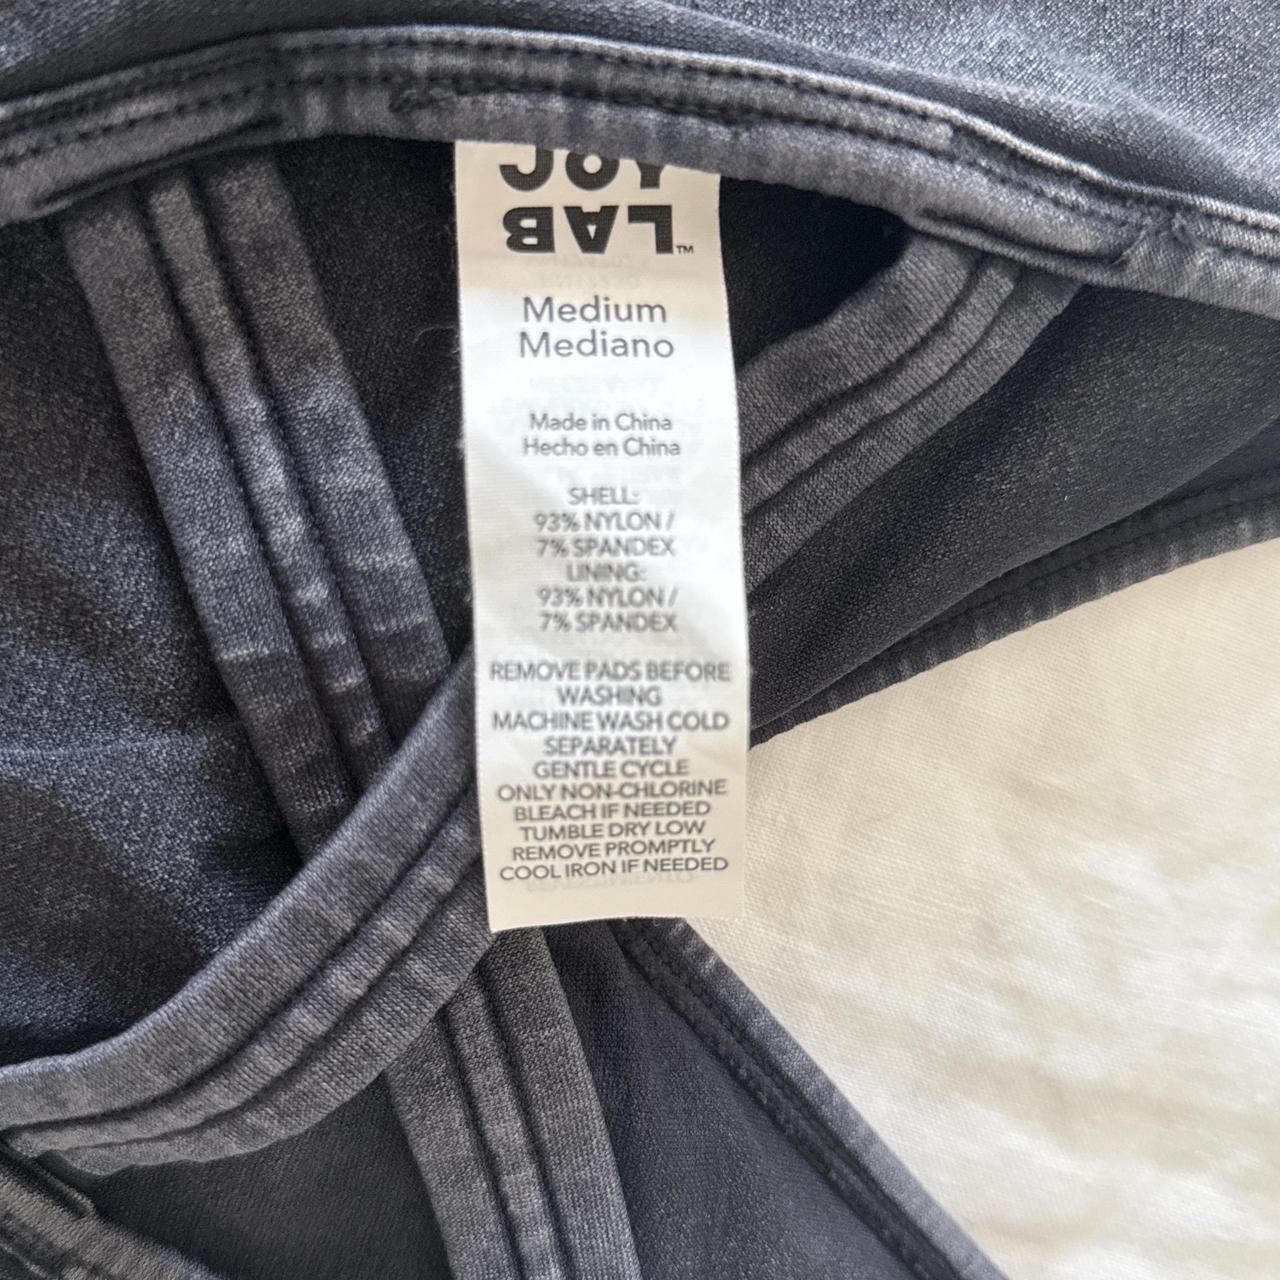 JOY
LAB™
Medium
Mediano
Made in China
Hecho en China
SHELL:
93% NYLON /
7% SPANDEX
LINING:
93% NYLON /
7% SPANDEX
REMOVE PADS BEFORE
WASHING
MACHINE WASH COLD
SEPARATELY
GENTLE CYCLE
ONLY NON-CHLORINE
BLEACH IF NEEDED
TUMBLE DRY LOW
REMOVE PROMPTLY
COOL IRON IF NEEDED